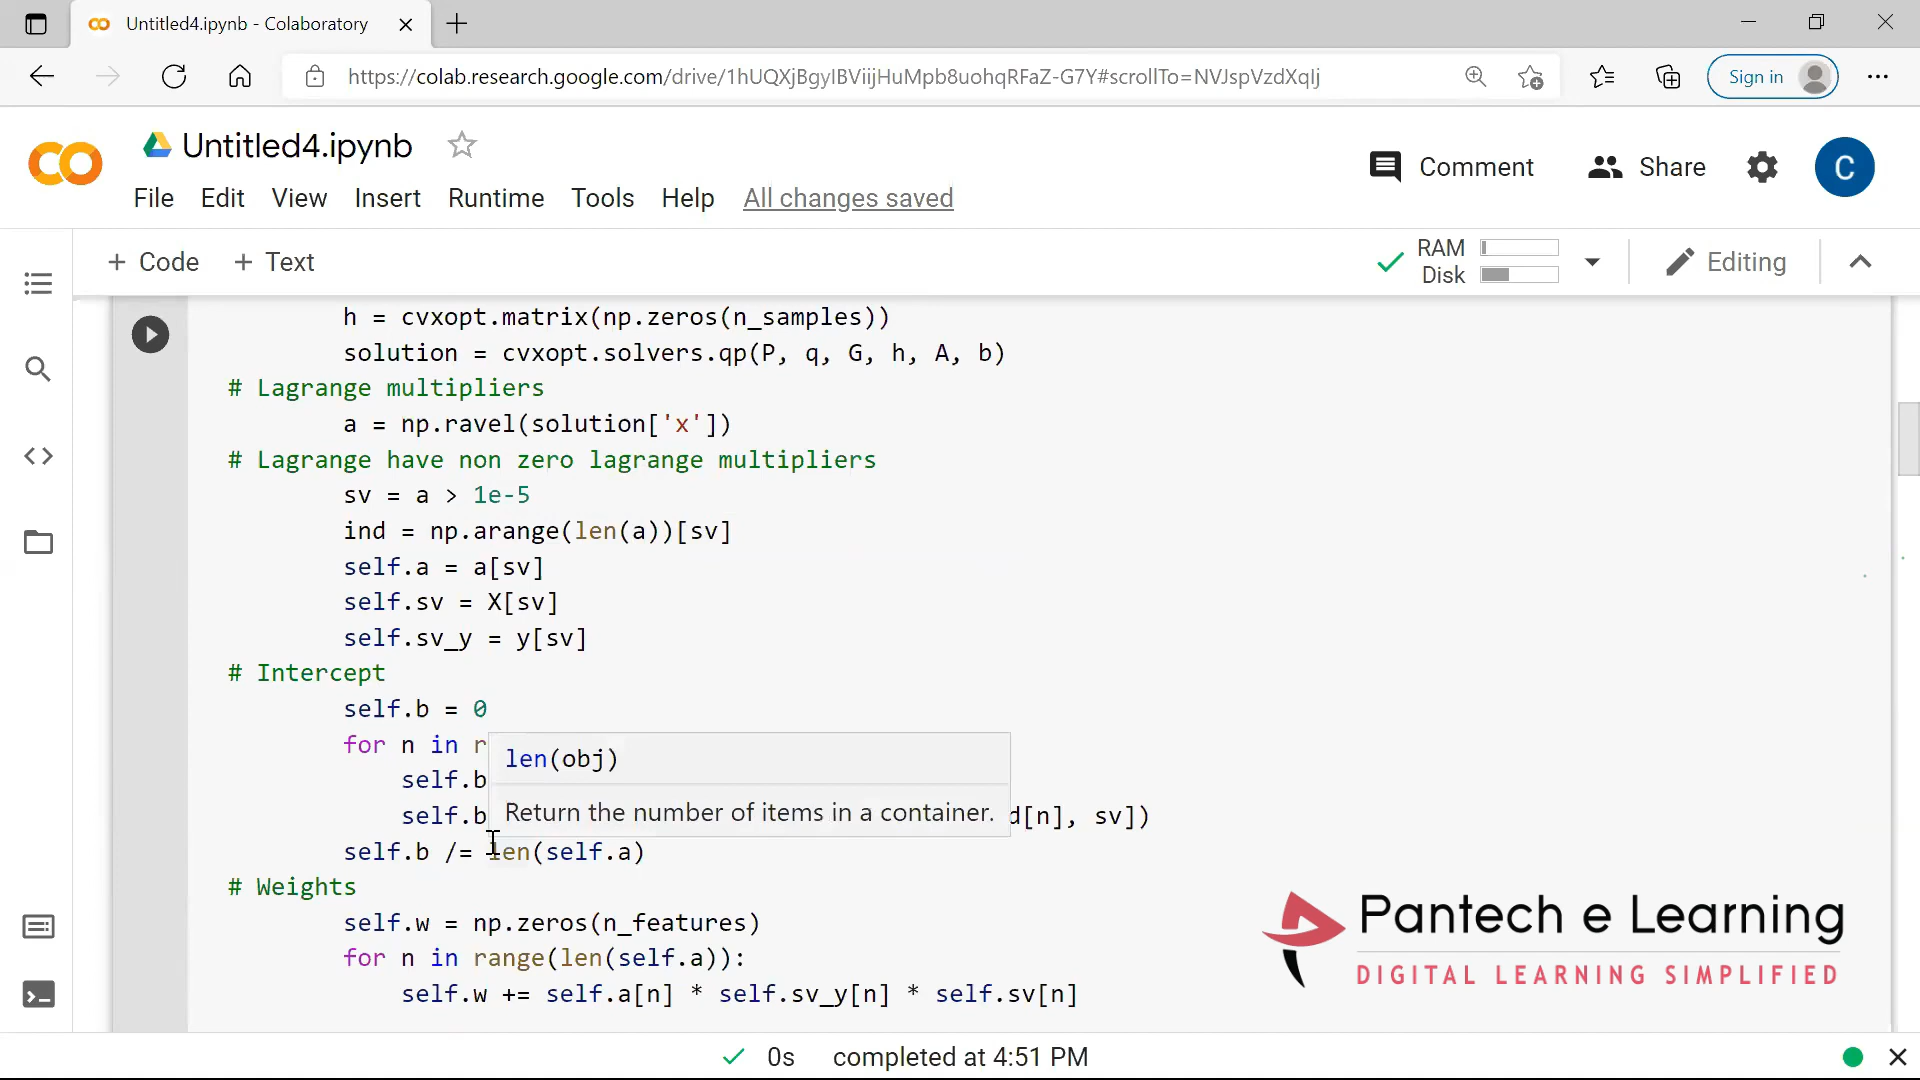 Untitled4.ipynb - Colaboratory
https://colab.research.google.com/drive/1hUQXjBgyIBViijHuMpb8uohqRFaZ-G7Y#scrollTo=NVJspVzdXqIj
Sign in
CO
Untitled4.ipynb
Comment
Share
C
File Edit View Insert Runtime Tools Help All changes saved
+ Code + Text
RAM
Disk
Editing
h = cvxopt.matrix(np.zeros(n_samples))
solution = cvxopt.solvers.qp(P, q, G, h, A, b)
# Lagrange multipliers
a = np.ravel(solution['x'])
# Lagrange have non zero lagrange multipliers
sv = a > 1e-5
ind = np.arange(len(a))[sv]
self.a = a[sv]
self.sv = X[sv]
self.sv_y = y[sv]
# Intercept
self.b = 0
for n in r
len(obj)
self.b
Return the number of items in a container.
self.b d[n], sv])
self.b /= len(self.a)
# Weights
self.w = np.zeros(n_features)
for n in range(len(self.a)):
self.w += self.a[n] * self.sv_y[n] * self.sv[n]
Pantech e Learning
DIGITAL LEARNING SIMPLIFIED
0s completed at 4:51 PM